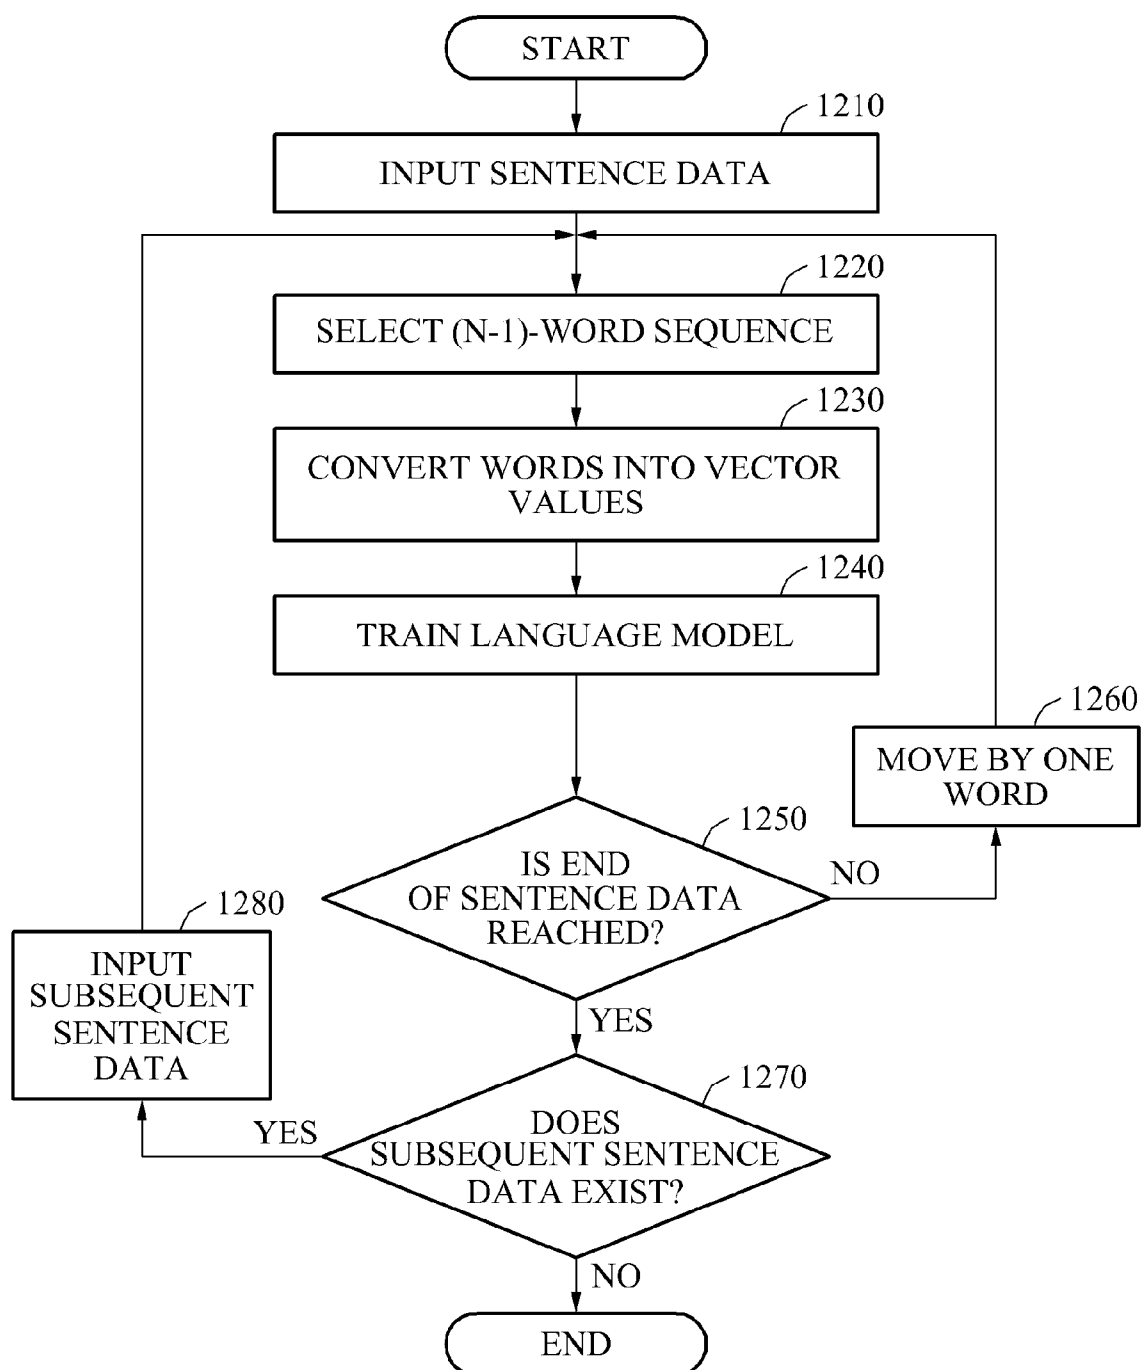 START
1210
INPUT SENTENCE DATA
1220
SELECT (N-1)-WORD SEQUENCE
1230
CONVERT WORDS INTO VECTOR
VALUES
1240
TRAIN LANGUAGE MODEL
1260
MOVE BY ONE
WORD
1250
IS END
OF SENTENCE DATA
REACHED?
NO
1280
INPUT
SUBSEQUENT
SENTENCE
DATA
YES
1270
DOES
SUBSEQUENT SENTENCE
DATA EXIST?
YES
NO
END